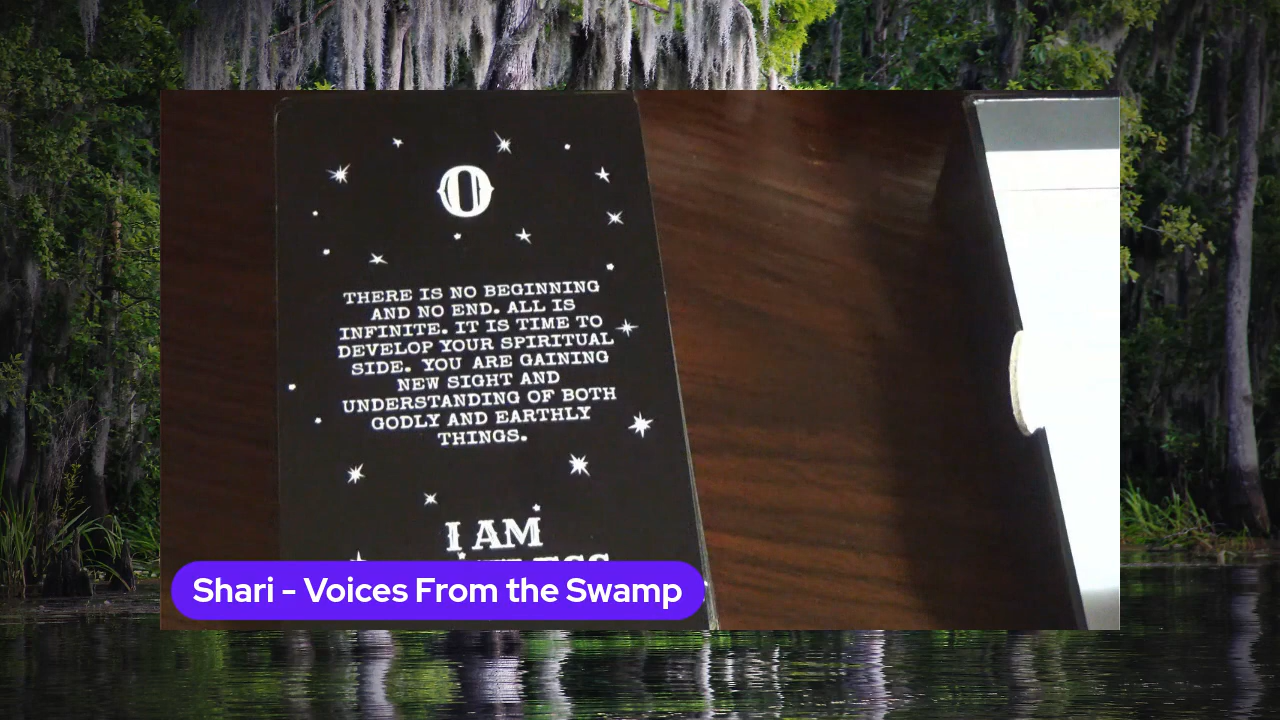 0
THERE IS NO BEGINNING
AND NO END. ALL IS
INFINITE. IT IS TIME TO
DEVELOP YOUR SPIRITUAL
SIDE. YOU ARE GAINING
NEW SIGHT AND
UNDERSTANDING OF BOTH
GODLY AND EARTHLY
THINGS.
I AM
Shari - Voices From the Swamp